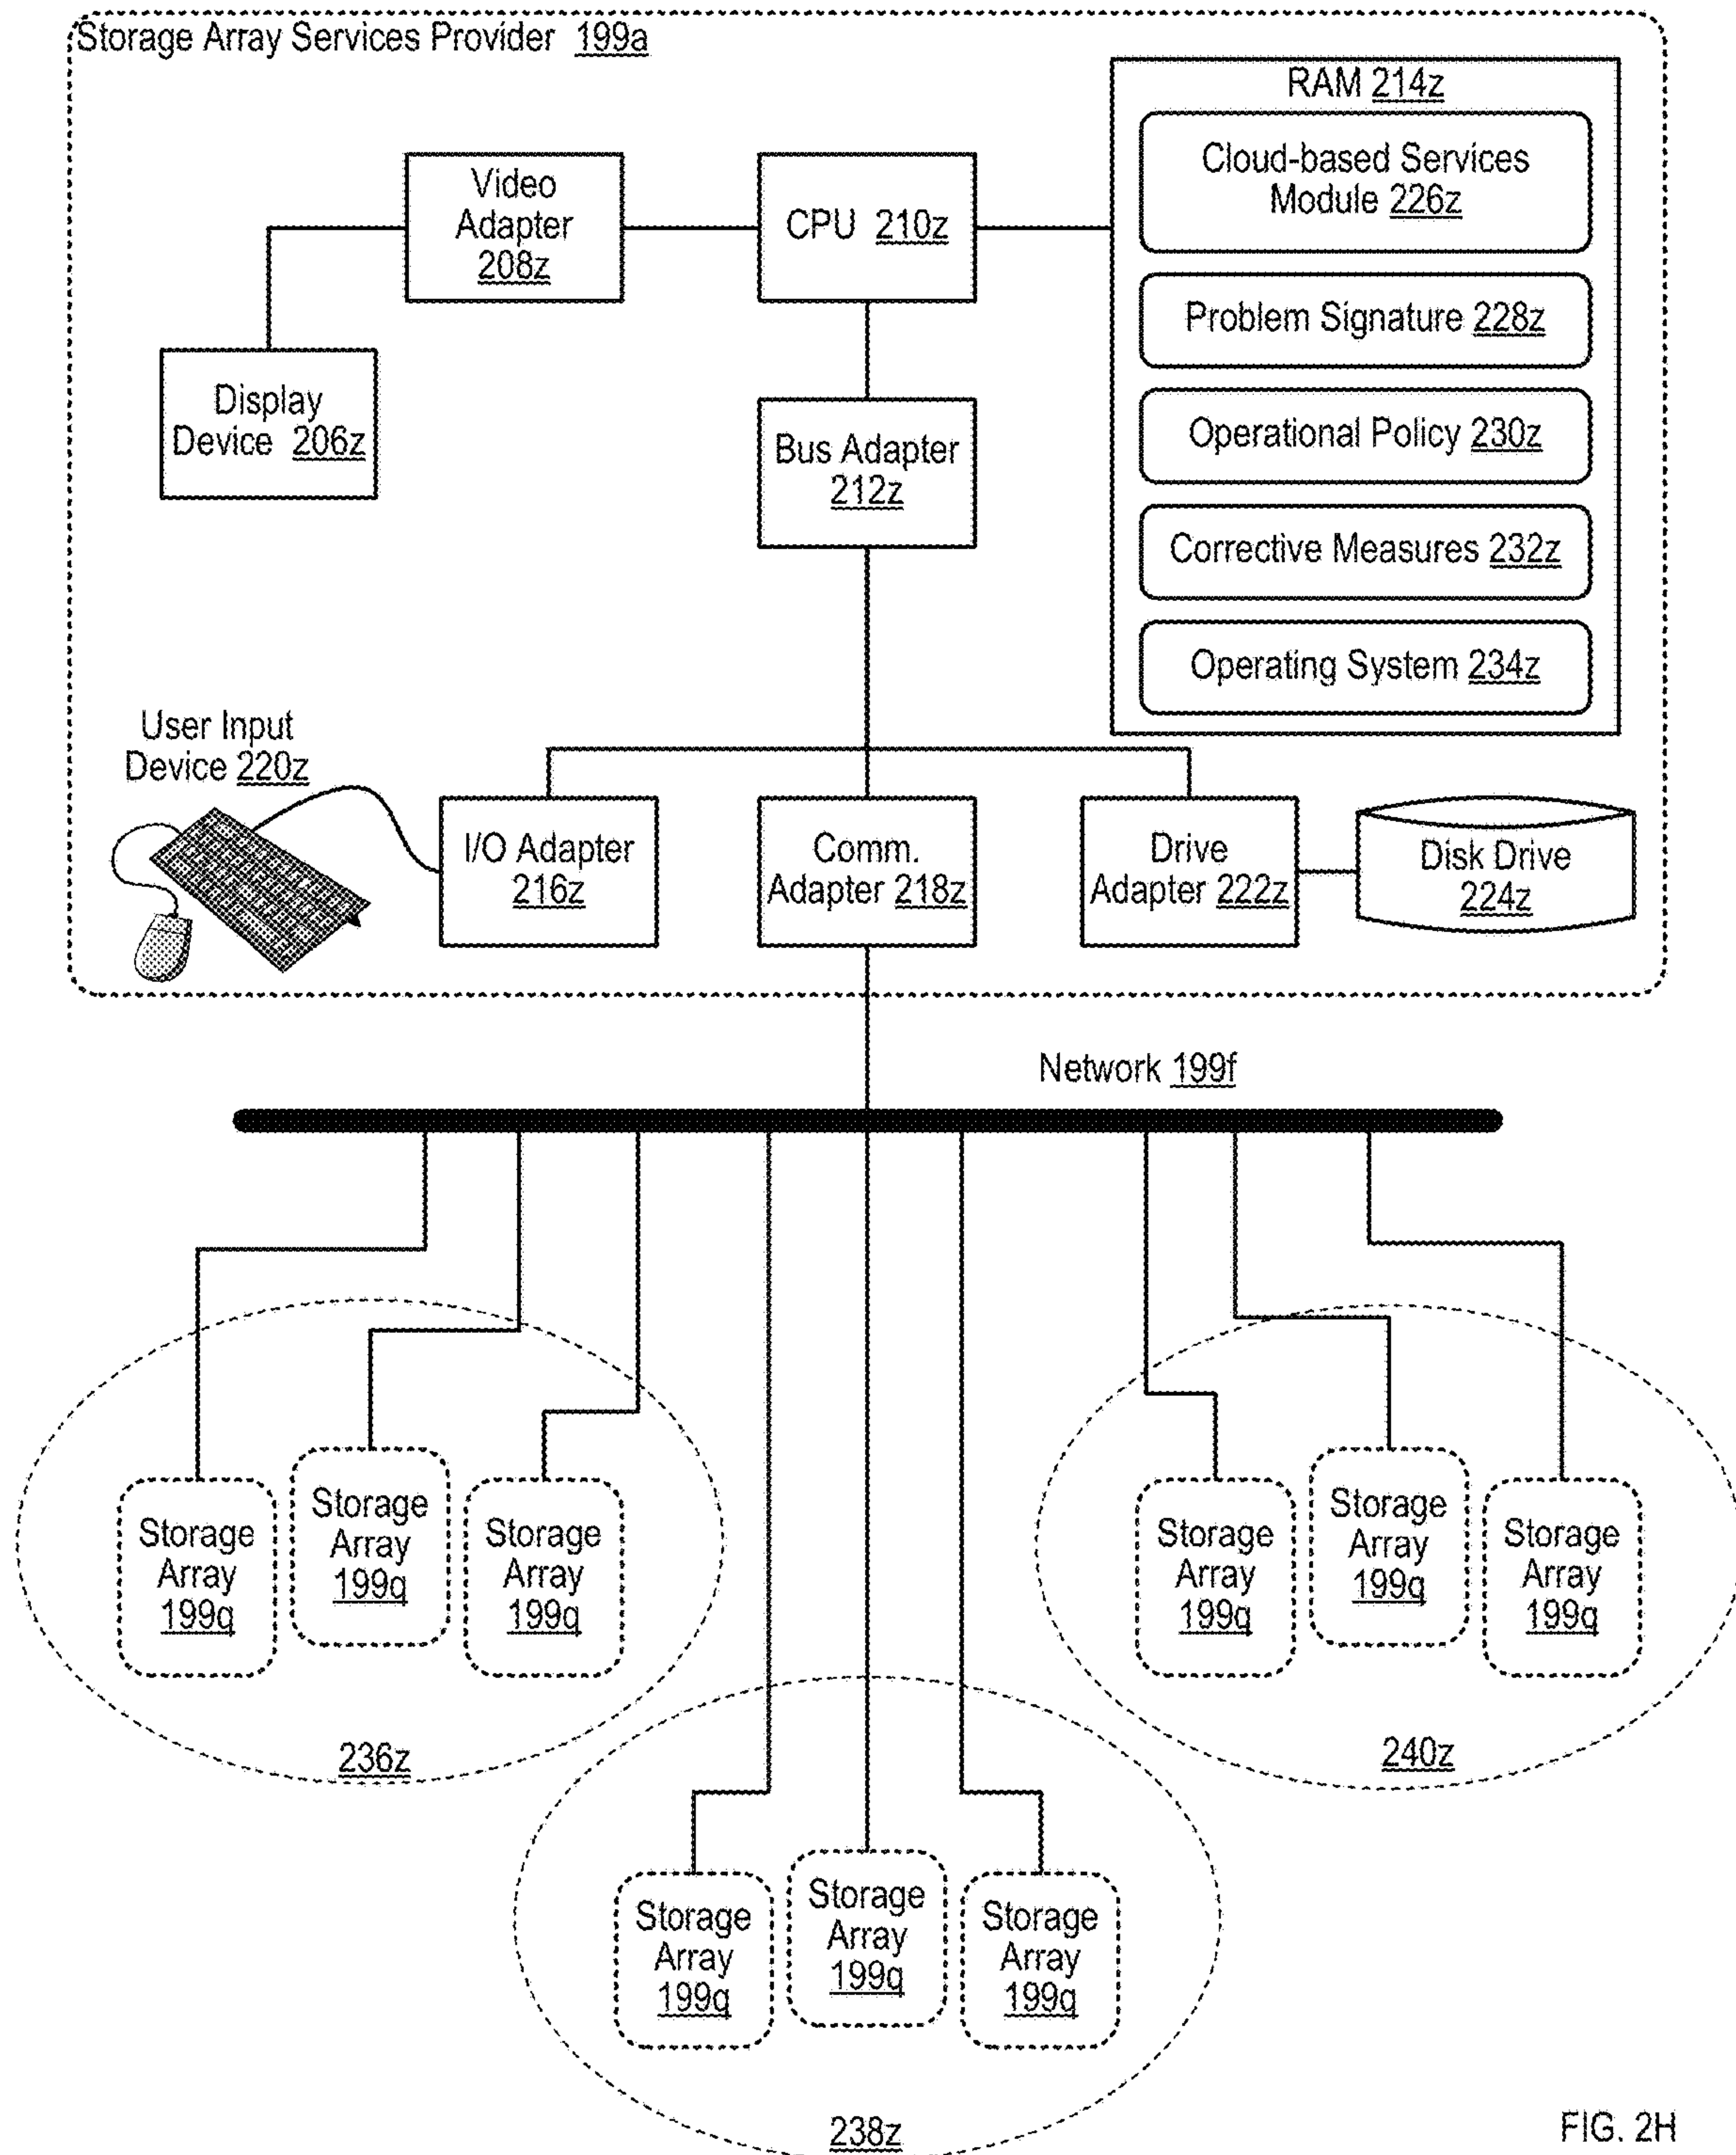 Storage Array Services Provider 199a
RAM 214z
Cloud-based Services
Module 226z
Problem Signature 228z
Operational Policy 230z
Corrective Measures 232z
Operating System 234z
Video
Adapter
208z
CPU 210z
Display
Device 206z
Bus Adapter
212z
User Input
Device 220z
I/O Adapter
216z
Comm.
Adapter 218z
Drive
Adapter 222z
Disk Drive
224z
Network 199f
Storage
Array
199q
Storage
Array
199q
Storage
Array
199q
236z
Storage
Array
199q
Storage
Array
199q
Storage
Array
199q
240z
Storage
Array
199q
Storage
Array
199q
Storage
Array
199q
238z
FIG. 2H